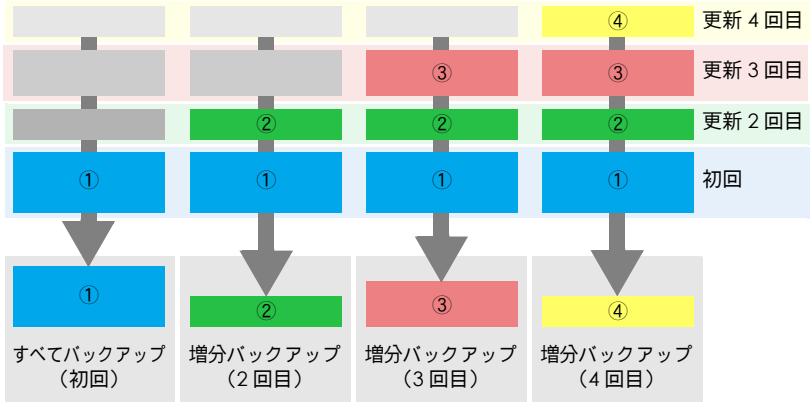 ④ 更新 4 回目
③ ③ 更新 3 回目
② ② ② 更新 2 回目
① ① ① ① 初回
① ② ③ ④
すべてバックアップ 増分バックアップ 増分バックアップ 増分バックアップ
（初回） （2 回目） （3 回目） （4 回目）